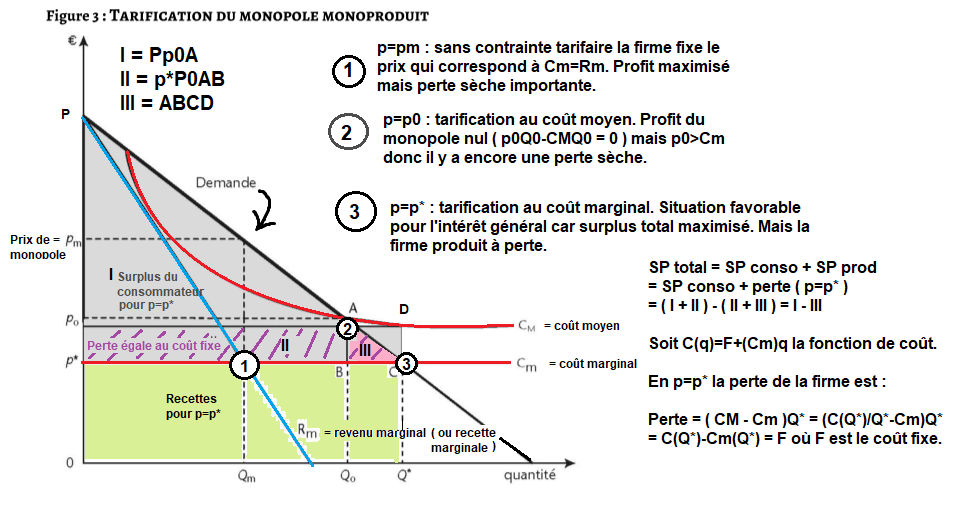 Figure 3 : TARIFICATION DU MONOPOLE MONOPRODUIT
€
I = Pp0A
II = p*P0AB
III = ABCD
1
p=pm : sans contrainte tarifaire la firme fixe le
prix qui correspond à Cm=Rm. Profit maximisé
mais perte sèche importante.
2
p=p0 : tarification au coût moyen. Profit du
monopole nul ( p0Q0-CMQ0 = 0 ) mais p0>Cm
donc il y a encore une perte sèche.
3
p=p* : tarification au coût marginal. Situation favorable
pour l'intérêt général car surplus total maximisé. Mais la
firme produit à perte.
P
Demande
Prix de = pm
monopole
I Surplus du
consommateur
pour p=p*
SP total = SP conso + SP prod
= SP conso + perte ( p=p* )
= ( I + II ) - ( II + III ) = I - III
Soit C(q)=F+(Cm)q la fonction de coût.
En p=p* la perte de la firme est :
Perte = ( CM - Cm )Q* = (C(Q*)/Q*-Cm)Q*
= C(Q*)-Cm(Q*) = F où F est le coût fixe.
A
D
po
2
CM = coût moyen
Perte égale au coût fixe
II
III
p*
1
B
C
3
Cm = coût marginal
Recettes
pour p=p*
Rm = revenu marginal ( ou recette
marginale )
0
Qm
Qo
Q*
quantité